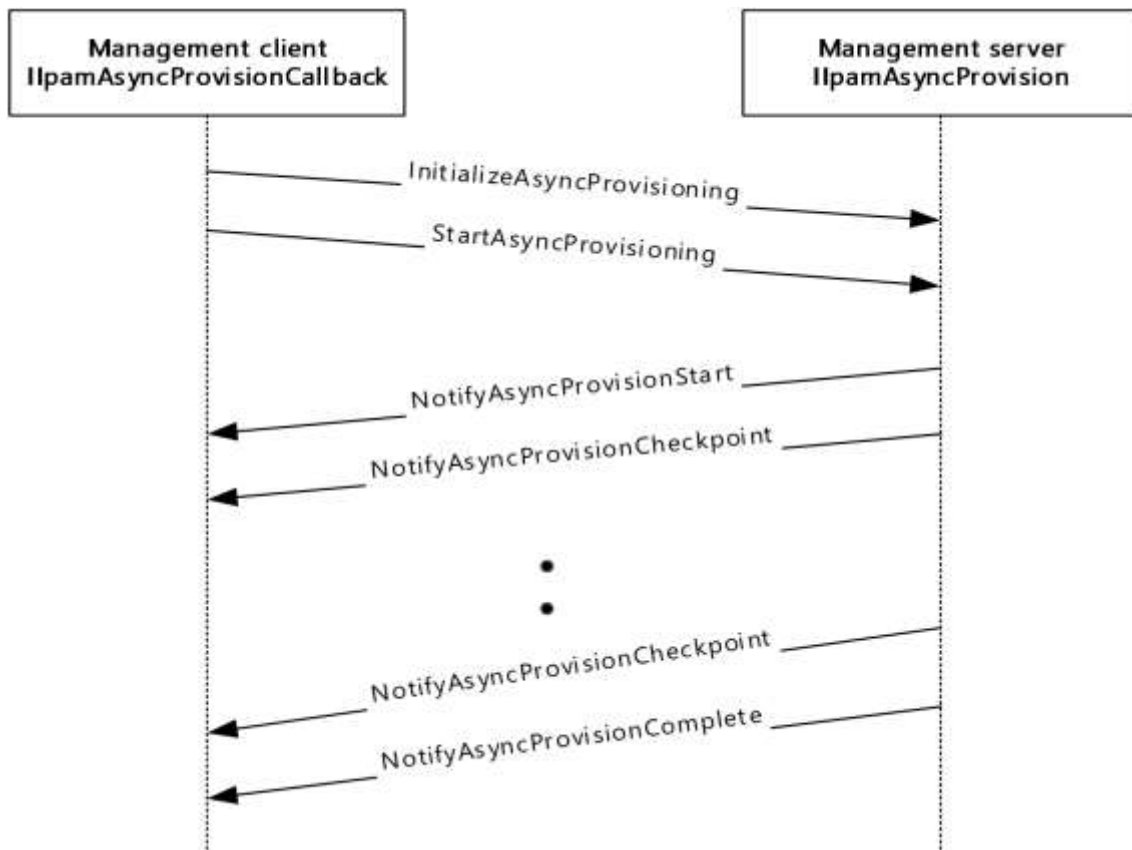 Management client
IIpamAsyncProvisionCallback
Management server
IIpamAsyncProvision
InitializeAsyncProvisioning
StartAsyncProvisioning
NotifyAsyncProvisionStart
NotifyAsyncProvisionCheckpoint
NotifyAsyncProvisionCheckpoint
NotifyAsyncProvisionComplete